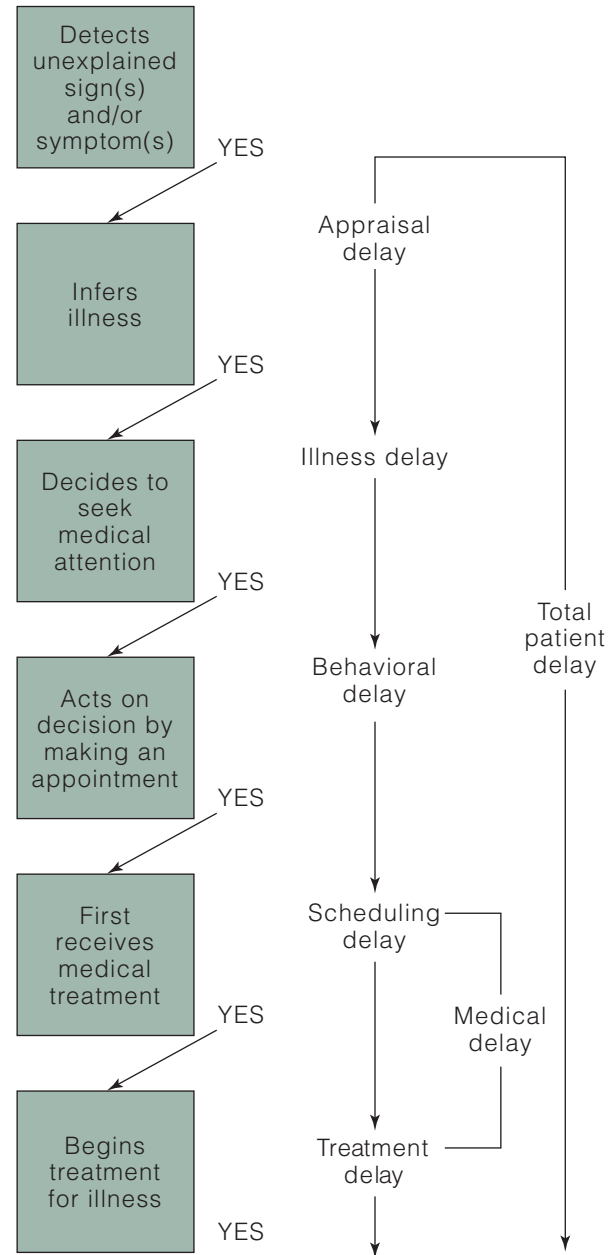 Detects
unexplained
sign(s)
and/or
symptom(s)
YES
Appraisal
delay
Infers
illness
YES
Illness delay
Decides to
seek
medical
attention
YES
Total
patient
delay
Behavioral
delay
Acts on
decision by
making an
appointment
YES
Scheduling
delay
First
receives
medical
treatment
YES
Medical
delay
Treatment
delay
Begins
treatment
for illness
YES